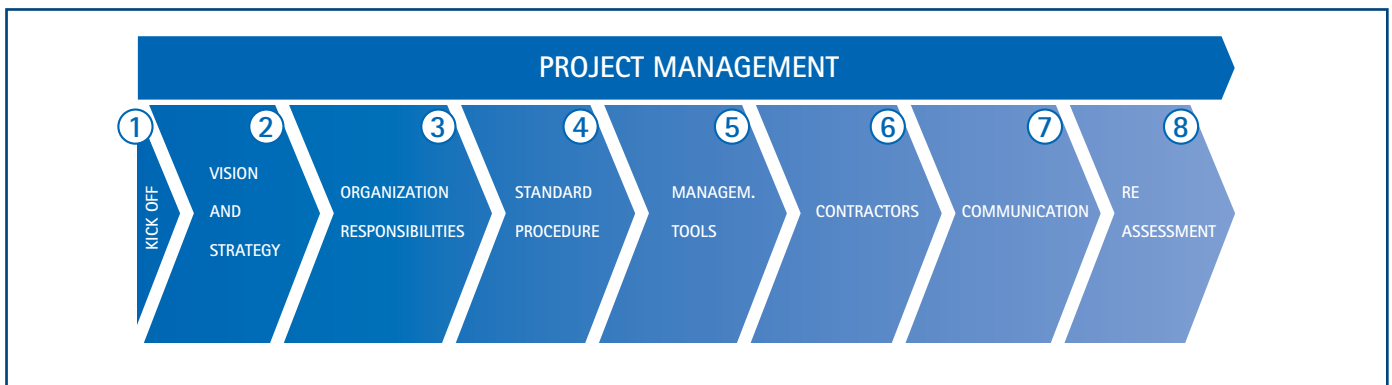 PROJECT MANAGEMENT
1
KICK OFF
2
VISION
AND
STRATEGY
3
ORGANIZATION
RESPONSIBILITIES
4
STANDARD
PROCEDURE
5
MANAGEM.
TOOLS
6
CONTRACTORS
7
COMMUNICATION
8
RE
ASSESSMENT